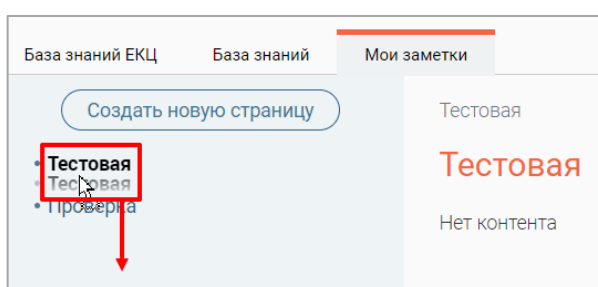 База знаний ЕКЦ
База знаний
Мои заметки
Создать новую страницу
Тестовая
Тестовая
Проверка
Тестовая
Тестовая
Нет контента